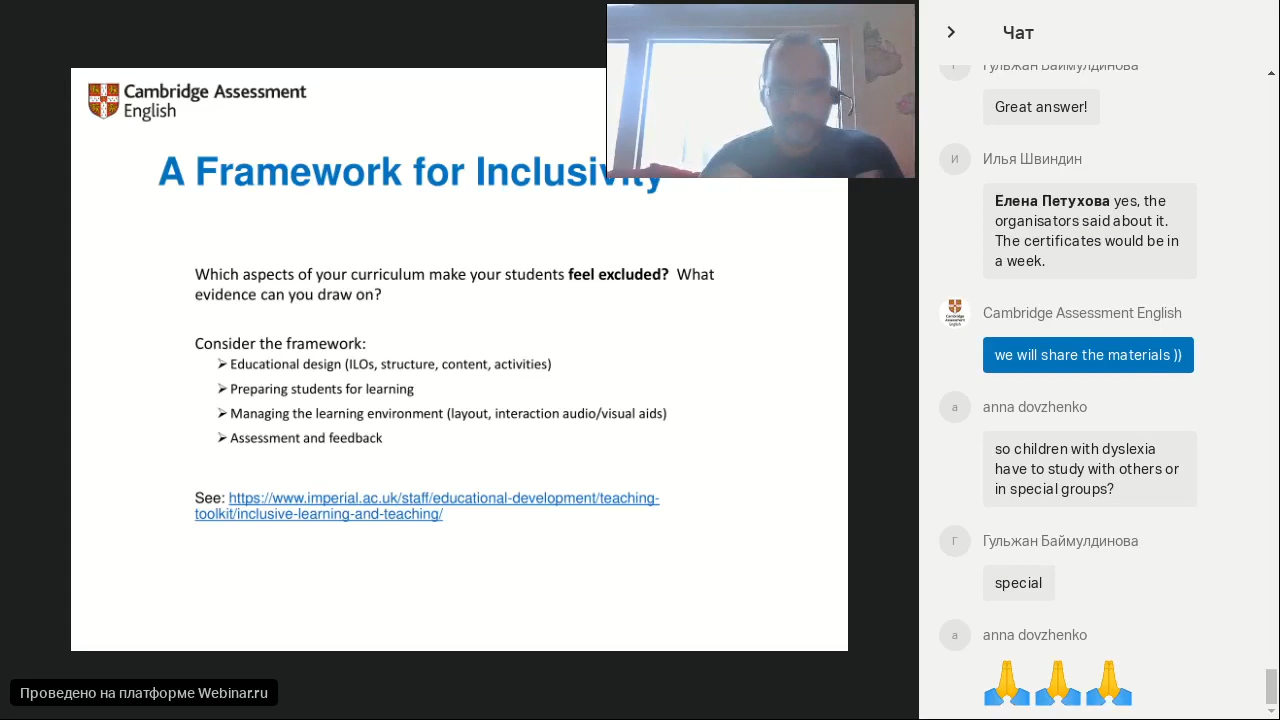 Cambridge Assessment
English
A Framework for Inclusivity
Which aspects of your curriculum make your students feel excluded? What
evidence can you draw on?
Consider the framework:
➢ Educational design (ILOs, structure, content, activities)
➢ Preparing students for learning
➢ Managing the learning environment (layout, interaction audio/visual aids)
➢ Assessment and feedback
See: https://www.imperial.ac.uk/staff/educational-development/teaching-
toolkit/inclusive-learning-and-teaching/
Проведено на платформе Webinar.ru
Чат
Гульжан Баймулдинова
Great answer!
И
Илья Швиндин
Елена Петухова yes, the
organisators said about it.
The certificates would be in
a week.
Cambridge Assessment English
we will share the materials ))
a
anna dovzhenko
so children with dyslexia
have to study with others or
in special groups?
Г
Гульжан Баймулдинова
special
a
anna dovzhenko
🙏🙏🙏